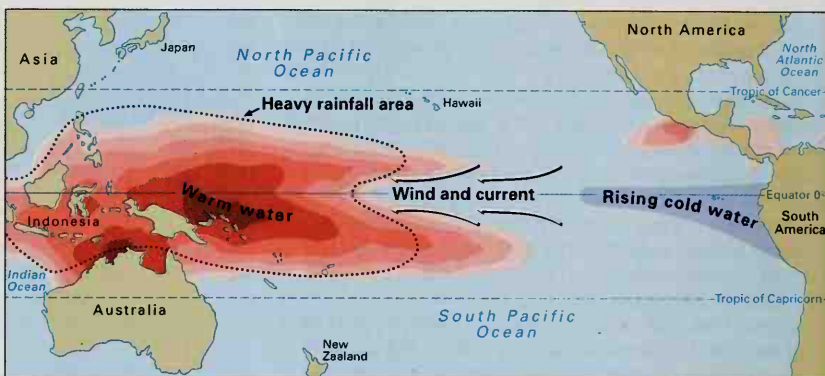 Asia
Japan
North Pacific
Ocean
North America
North
Atlantic
Ocean
Tropic of Cancer
Heavy rainfall area
Hawaii
Warm water
Wind and current
Rising cold water
Equator 0
South
America
Indonesia
Indian
Ocean
Australia
Tropic of Capricorn
South Pacific
Ocean
New
Zealand